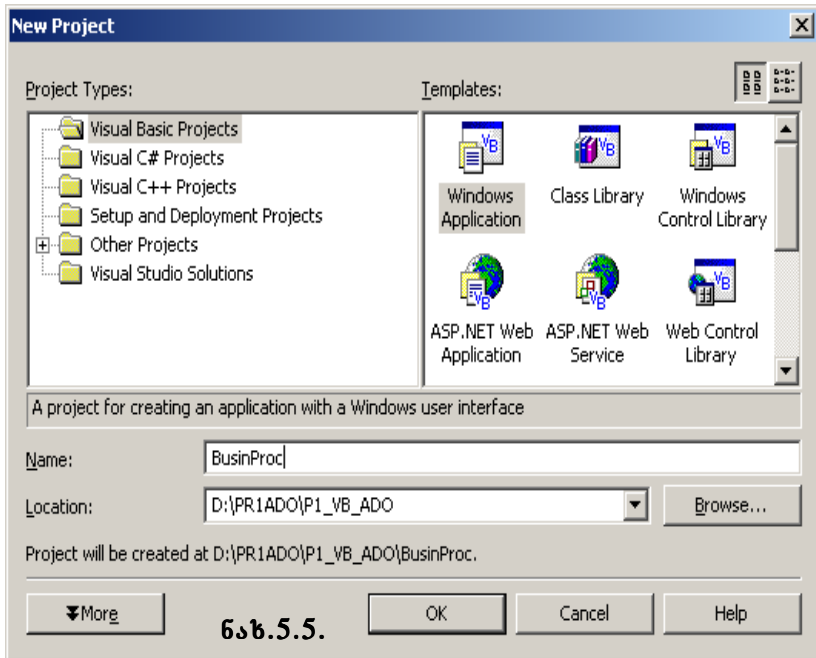 New Project
Project Types:
Templates:
Visual Basic Projects
Visual C# Projects
Visual C++ Projects
Setup and Deployment Projects
Other Projects
Visual Studio Solutions
Windows Application
Class Library
Windows Control Library
ASP.NET Web Application
ASP.NET Web Service
Web Control Library
A project for creating an application with a Windows user interface
Name:
BusinProc
Location:
D:\PR1ADO\P1_VB_ADO
Browse...
Project will be created at D:\PR1ADO\P1_VB_ADO\BusinProc.
More
ნახ.5.5.
OK
Cancel
Help